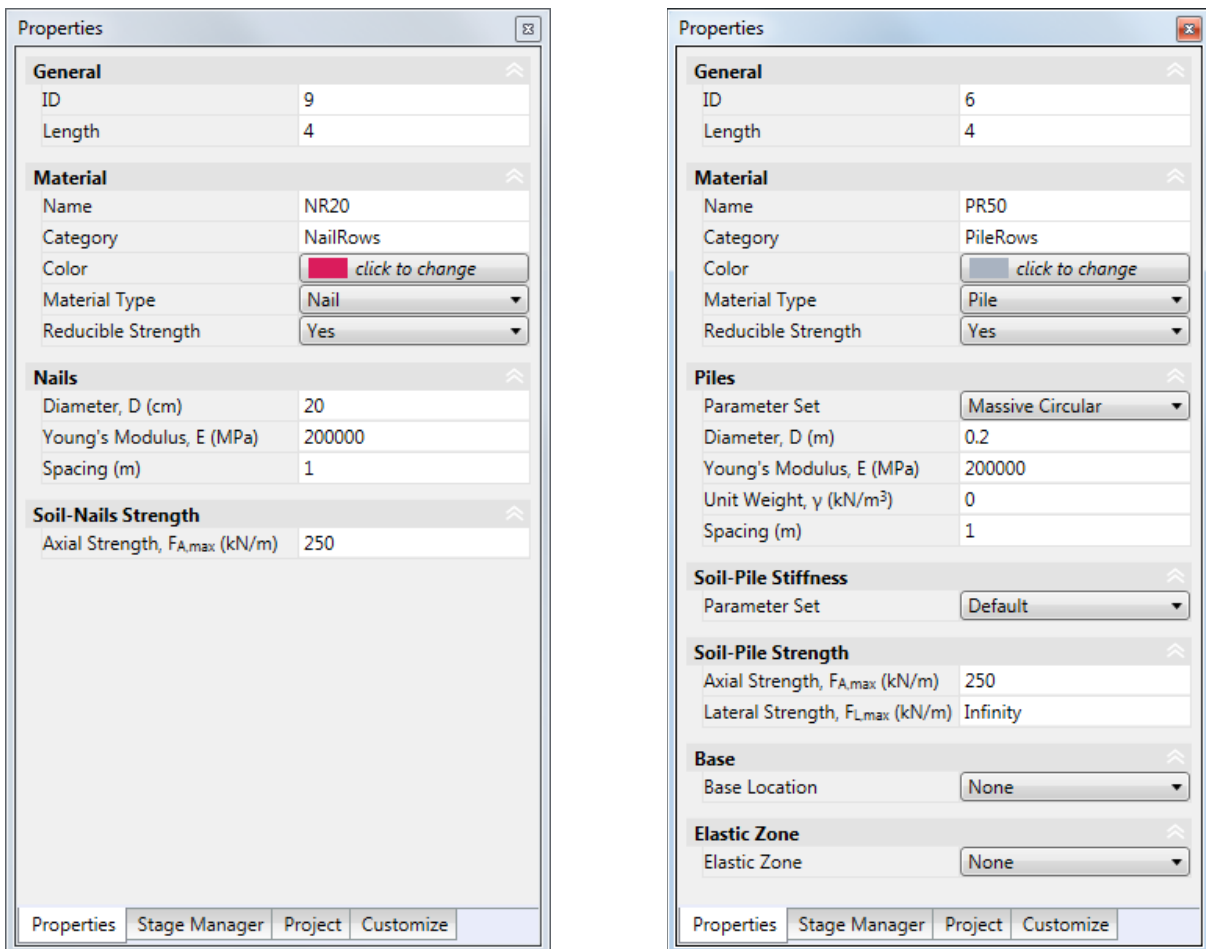 Properties
General
ID 9
Length 4
Material
Name NR20
Category NailRows
Color click to change
Material Type Nail
Reducible Strength Yes
Nails
Diameter, D (cm) 20
Young's Modulus, E (MPa) 200000
Spacing (m) 1
Soil-Nails Strength
Axial Strength, FA,max (kN/m) 250
Properties Stage Manager Project Customize
Properties
General
ID 6
Length 4
Material
Name PR50
Category PileRows
Color click to change
Material Type Pile
Reducible Strength Yes
Piles
Parameter Set Massive Circular
Diameter, D (m) 0.2
Young's Modulus, E (MPa) 200000
Unit Weight, γ (kN/m³) 0
Spacing (m) 1
Soil-Pile Stiffness
Parameter Set Default
Soil-Pile Strength
Axial Strength, FA,max (kN/m) 250
Lateral Strength, FL,max (kN/m) Infinity
Base
Base Location None
Elastic Zone
Elastic Zone None
Properties Stage Manager Project Customize